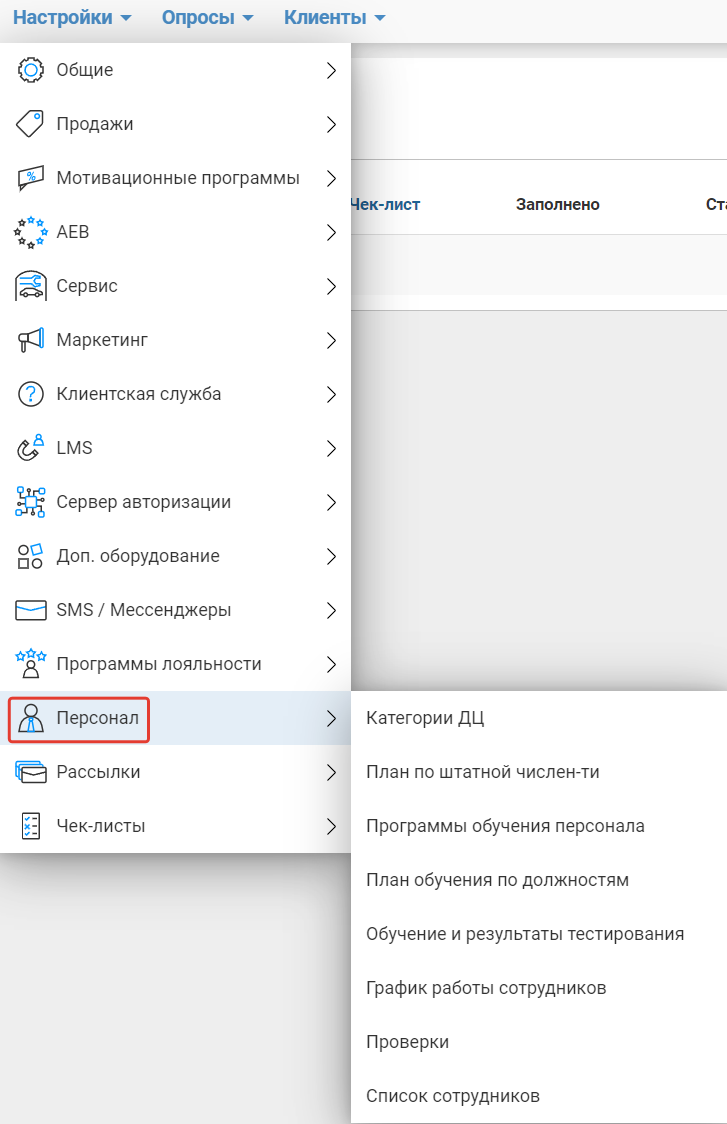 Настройки Опросы Клиенты
Общие
Продажи
Мотивационные программы
Чек-лист Заполнено
АЕВ
Сервис
Маркетинг
Клиентская служба
LMS
Сервер авторизации
Доп. оборудование
SMS / Мессенджеры
Программы лояльности
Персонал
Рассылки
Чек-листы
Категории ДЦ
План по штатной числен-ти
Программы обучения персонала
План обучения по должностям
Обучение и результаты тестирования
График работы сотрудников
Проверки
Список сотрудников